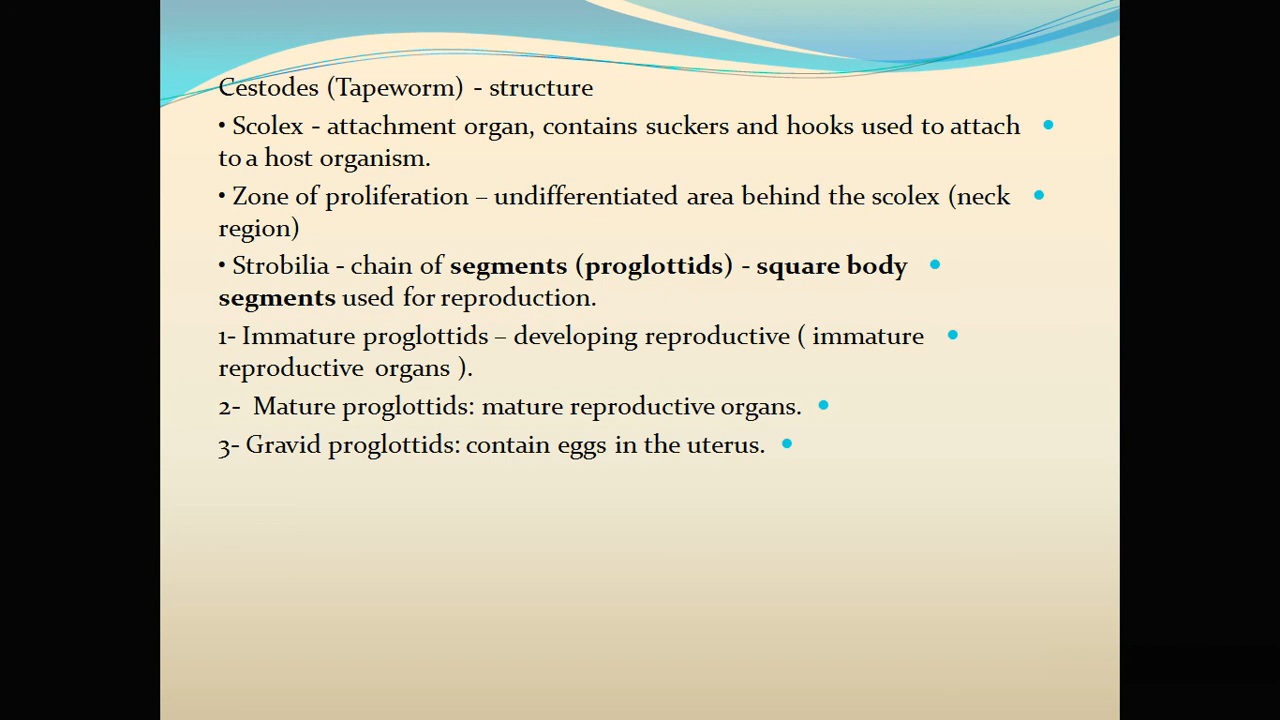 Cestodes (Tapeworm) - structure
• Scolex - attachment organ, contains suckers and hooks used to attach
to a host organism.
• Zone of proliferation – undifferentiated area behind the scolex (neck
region)
• Strobilia - chain of segments (proglottids) - square body
segments used for reproduction.
1- Immature proglottids – developing reproductive ( immature
reproductive organs ).
2- Mature proglottids: mature reproductive organs.
3- Gravid proglottids: contain eggs in the uterus.